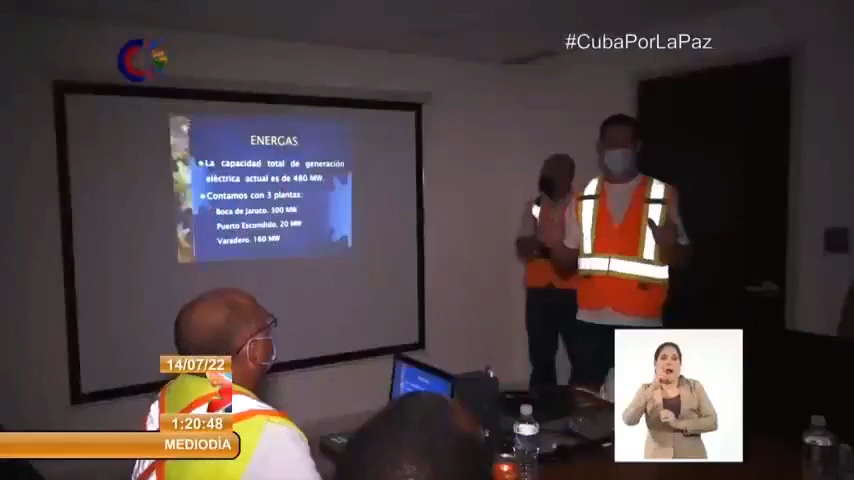 #CubaPorLaPaz
ENERGAS
La capacidad total de generación
eléctrica actual es de 480 MW.
Contamos con 3 plantas:
Boca de Jaruco. 300 MW
Puerto Escondido. 20 MW
Varadero. 160 MW
14/07/22
1:20:48
MEDIODÍA